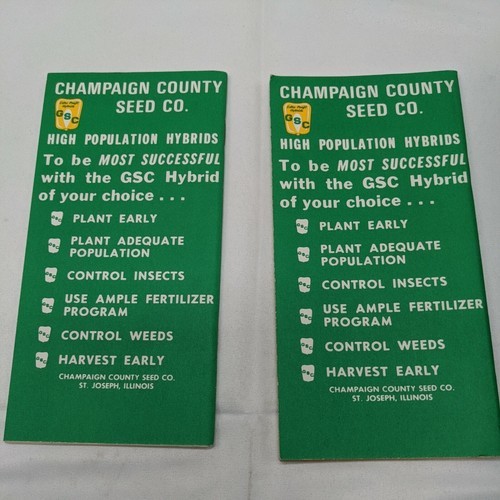 CHAMPAIGN COUNTY
SEED CO.
GSC
HIGH POPULATION HYBRIDS
To be MOST SUCCESSFUL
with the GSC Hybrid
of your choice . . .
PLANT EARLY
PLANT ADEQUATE
POPULATION
CONTROL INSECTS
USE AMPLE FERTILIZER
PROGRAM
CONTROL WEEDS
HARVEST EARLY
CHAMPAIGN COUNTY SEED CO.
ST. JOSEPH, ILLINOIS
CHAMPAIGN COUNTY
SEED CO.
GSC
HIGH POPULATION HYBRIDS
To be MOST SUCCESSFUL
with the GSC Hybrid
of your choice . . .
PLANT EARLY
PLANT ADEQUATE
POPULATION
CONTROL INSECTS
USE AMPLE FERTILIZER
PROGRAM
CONTROL WEEDS
HARVEST EARLY
CHAMPAIGN COUNTY SEED CO.
ST. JOSEPH, ILLINOIS